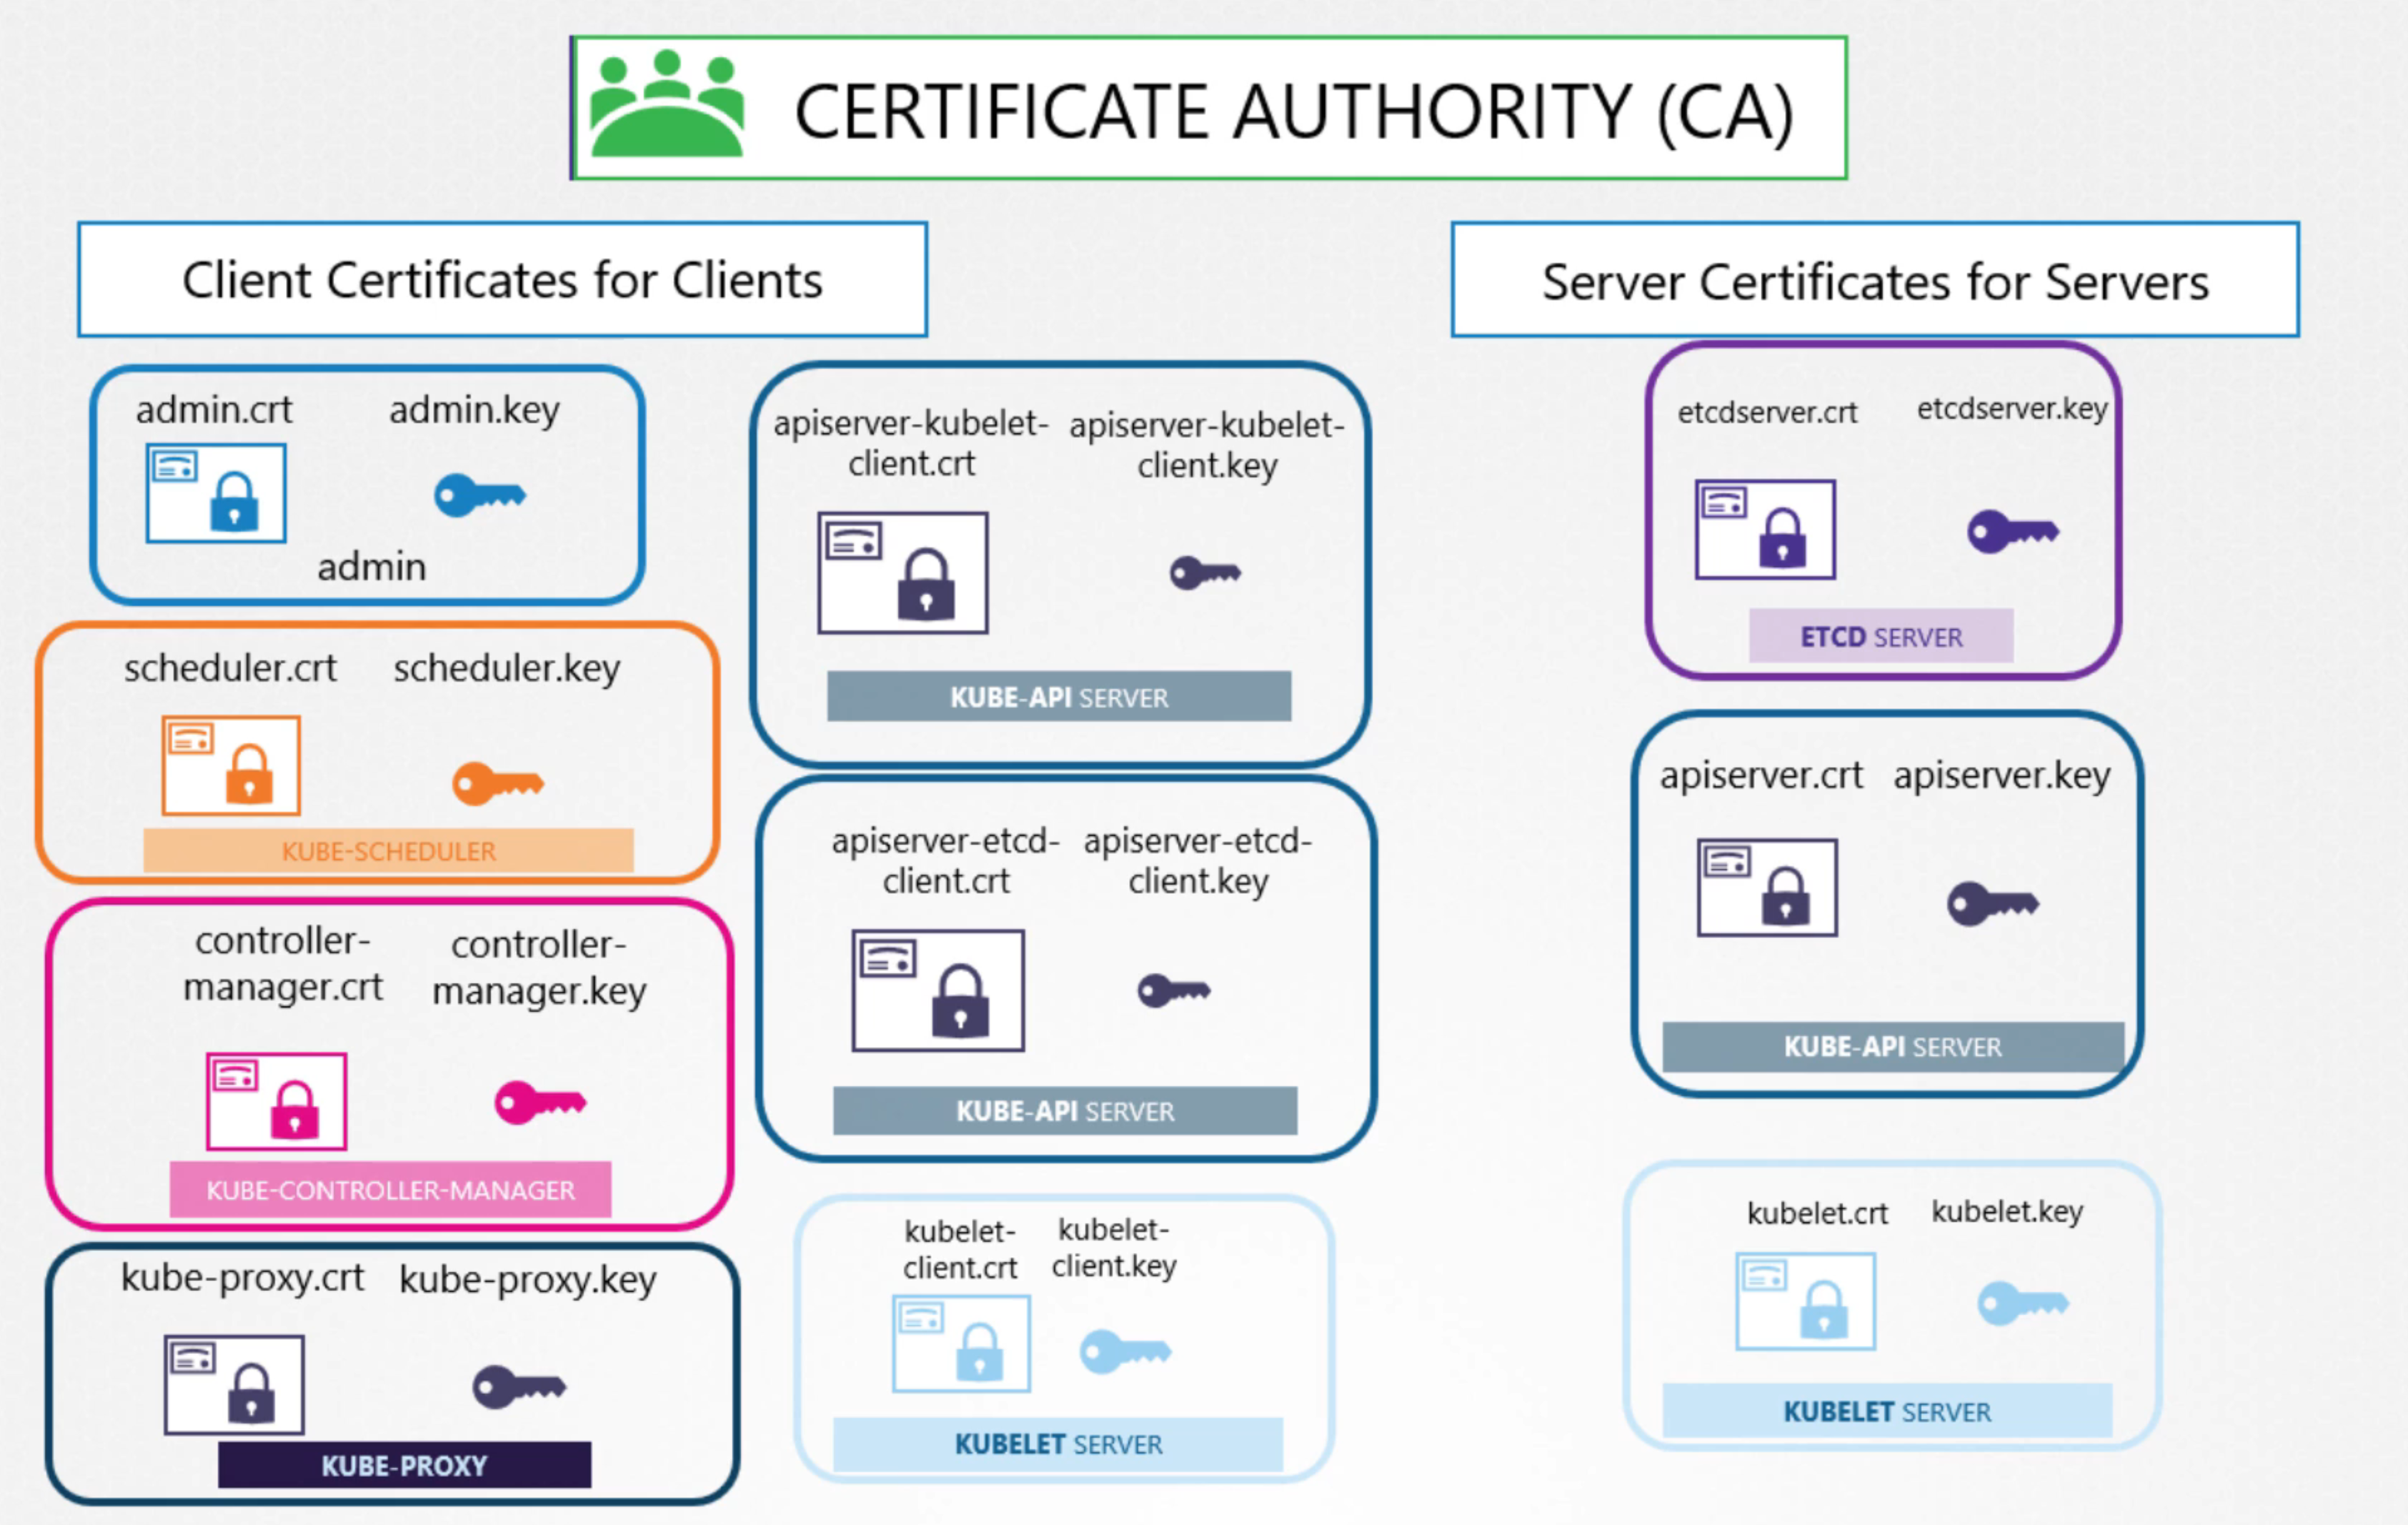 CERTIFICATE AUTHORITY (CA)
Client Certificates for Clients
admin.crt
admin.key
admin
scheduler.crt
scheduler.key
KUBE-SCHEDULER
controller-
manager.crt
controller-
manager.key
KUBE-CONTROLLER-MANAGER
kube-proxy.crt
kube-proxy.key
KUBE-PROXY
apiserver-kubelet-
client.crt
apiserver-kubelet-
client.key
KUBE-API SERVER
apiserver-etcd-
client.crt
apiserver-etcd-
client.key
KUBE-API SERVER
kubelet-
client.crt
kubelet-
client.key
KUBELET SERVER
Server Certificates for Servers
etcdserver.crt
etcdserver.key
ETCD SERVER
apiserver.crt
apiserver.key
KUBE-API SERVER
kubelet.crt
kubelet.key
KUBELET SERVER